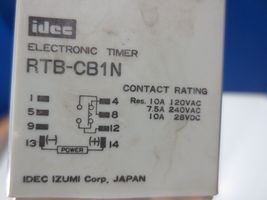 idec
ELECTRONIC TIMER
RTB-CB1N
CONTACT RATING
Res. 10A 120VAC
7.5A 240VAC
10A 28VDC
1 4
5 8
9 12
13 (-) (+) 14
POWER
IDEC IZUMI Corp, JAPAN